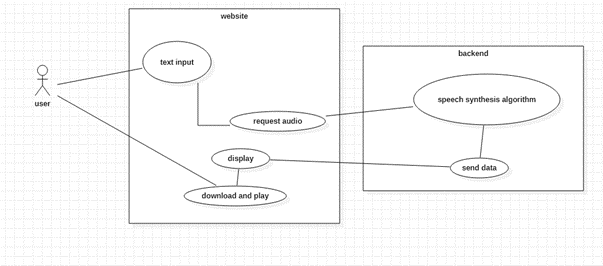 website
backend
text input
user
speech synthesis algorithm
request audio
display
send data
download and play